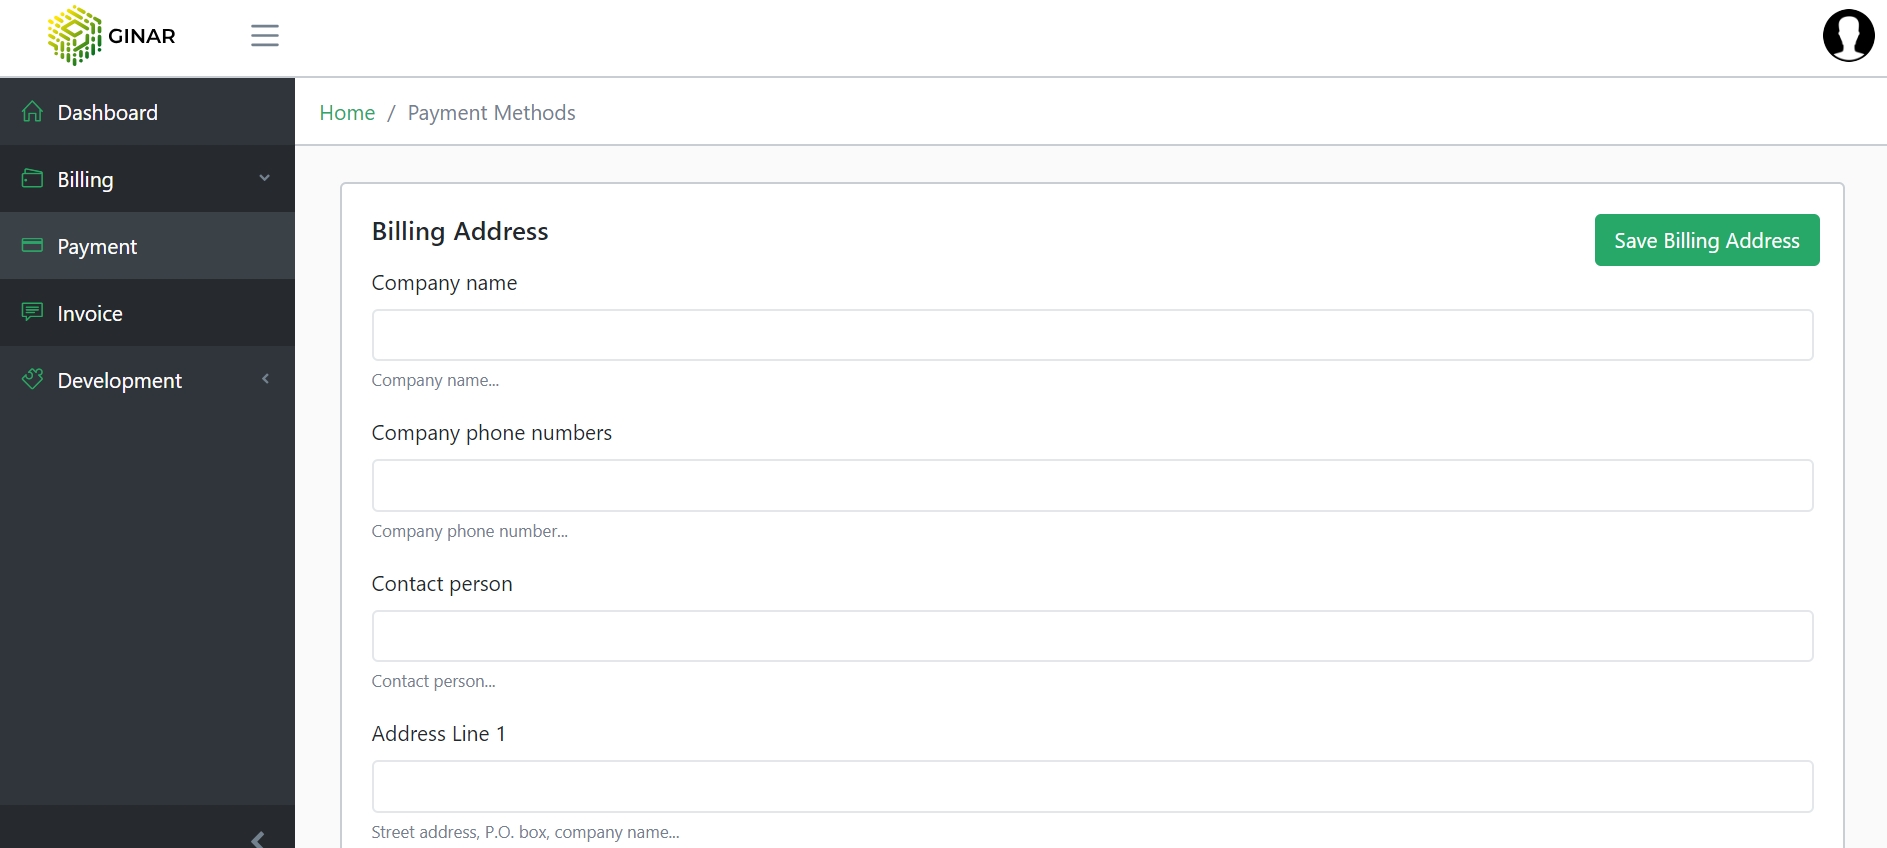 GINAR
Dashboard
Billing
Payment
Invoice
Development
Home / Payment Methods
Billing Address
Save Billing Address
Company name
Company name...
Company phone numbers
Company phone number...
Contact person
Contact person...
Address Line 1
Street address, P.O. box, company name...